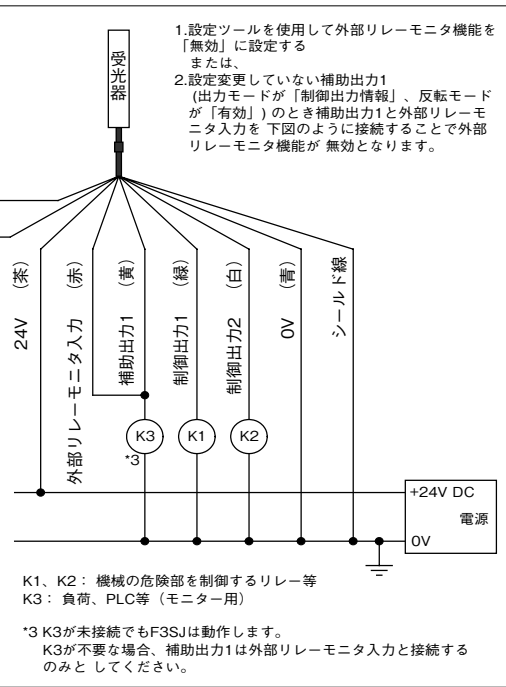 受光器
1.設定ツールを使用して外部リレーモニタ機能を
「無効」に設定する
または、
2.設定変更していない補助出力1
(出力モードが「制御出力情報」、反転モード
が「有効」) のとき補助出力1と外部リレーモ
ニタ入力を 下図のように接続することで外部
リレーモニタ機能が 無効となります。
24V (茶)
外部リレーモニタ入力 (赤)
補助出力1 (黄)
制御出力1 (緑)
制御出力2 (白)
0V (青)
シールド線
K3
K1
K2
*3
+24V DC
電源
0V
K1、K2： 機械の危険部を制御するリレー等
K3： 負荷、PLC等（モニター用）
*3 K3が未接続でもF3SJは動作します。
K3が不要な場合、補助出力1は外部リレーモニタ入力と接続する
のみと してください。